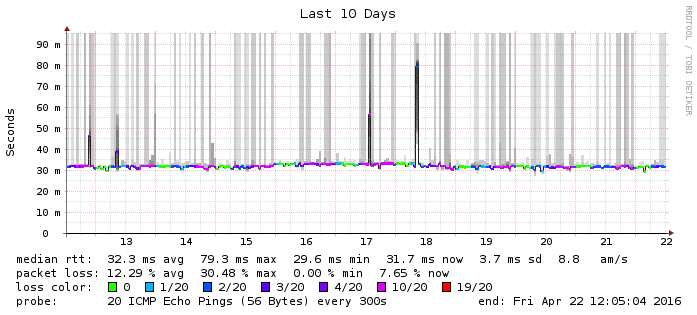 Last 10 Days
RRDTOOL / TOBI OETIKER
Seconds
90 m
80 m
70 m
60 m
50 m
40 m
30 m
20 m
10 m
0
13 14 15 16 17 18 19 20 21 22
median rtt: 32.3 ms avg 79.3 ms max 29.6 ms min 31.7 ms now 3.7 ms sd 8.8 am/s
packet loss: 12.29 % avg 30.48 % max 0.00 % min 7.65 % now
loss color: 0 1/20 2/20 3/20 4/20 10/20 19/20
probe: 20 ICMP Echo Pings (56 Bytes) every 300s end: Fri Apr 22 12:05:04 2016